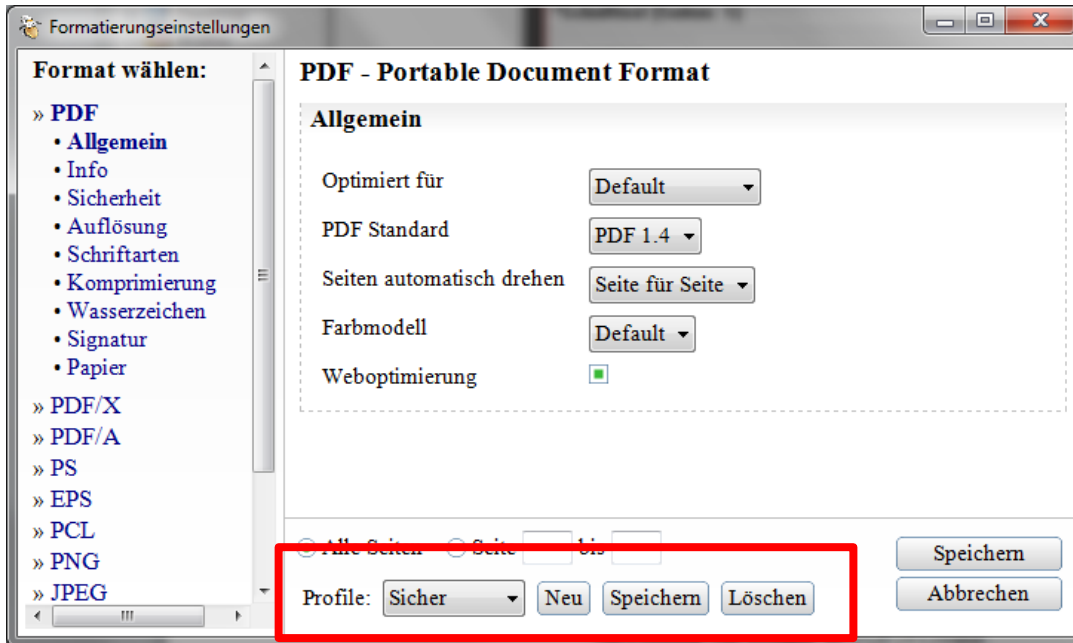 Formatierungseinstellungen
Format wählen:
» PDF
• Allgemein
• Info
• Sicherheit
• Auflösung
• Schriftarten
• Komprimierung
• Wasserzeichen
• Signatur
• Papier
» PDF/X
» PDF/A
» PS
» EPS
» PCL
» PNG
» JPEG
PDF - Portable Document Format
Allgemein
Optimiert für Default
PDF Standard PDF 1.4
Seiten automatisch drehen Seite für Seite
Farbmodell Default
Weboptimierung
Alle Seiten Seite bis
Profile: Sicher Neu Speichern Löschen
Speichern
Abbrechen